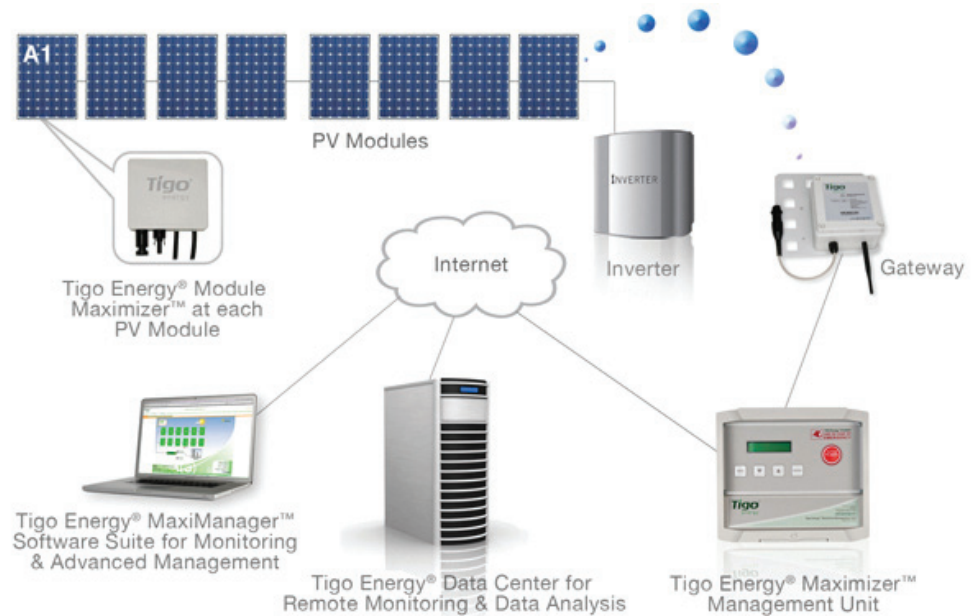 A1
PV Modules
Tigo
ENERGY
INVERTER
Tigo
Internet
Inverter
Gateway
Tigo Energy® Module
Maximizer™ at each
PV Module
Tigo
Tigo Energy® MaxiManager™
Software Suite for Monitoring
& Advanced Management
Tigo Energy® Data Center for
Remote Monitoring & Data Analysis
Tigo Energy® Maximizer™
Management Unit